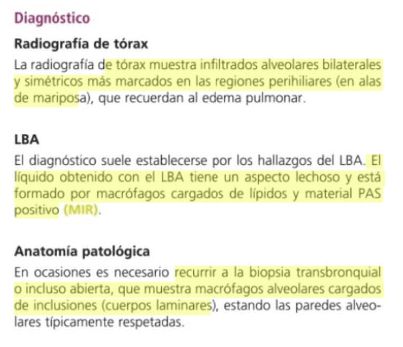 Diagnóstico
Radiografía de tórax
La radiografía de tórax muestra infiltrados alveolares bilaterales
y simétricos más marcados en las regiones perihiliares (en alas
de mariposa), que recuerdan al edema pulmonar.
LBA
El diagnóstico suele establecerse por los hallazgos del LBA. El
líquido obtenido con el LBA tiene un aspecto lechoso y está
formado por macrófagos cargados de lípidos y material PAS
positivo (MIR).
Anatomía patológica
En ocasiones es necesario recurrir a la biopsia transbronquial
o incluso abierta, que muestra macrófagos alveolares cargados
de inclusiones (cuerpos laminares), estando las paredes alveo-
lares típicamente respetadas.